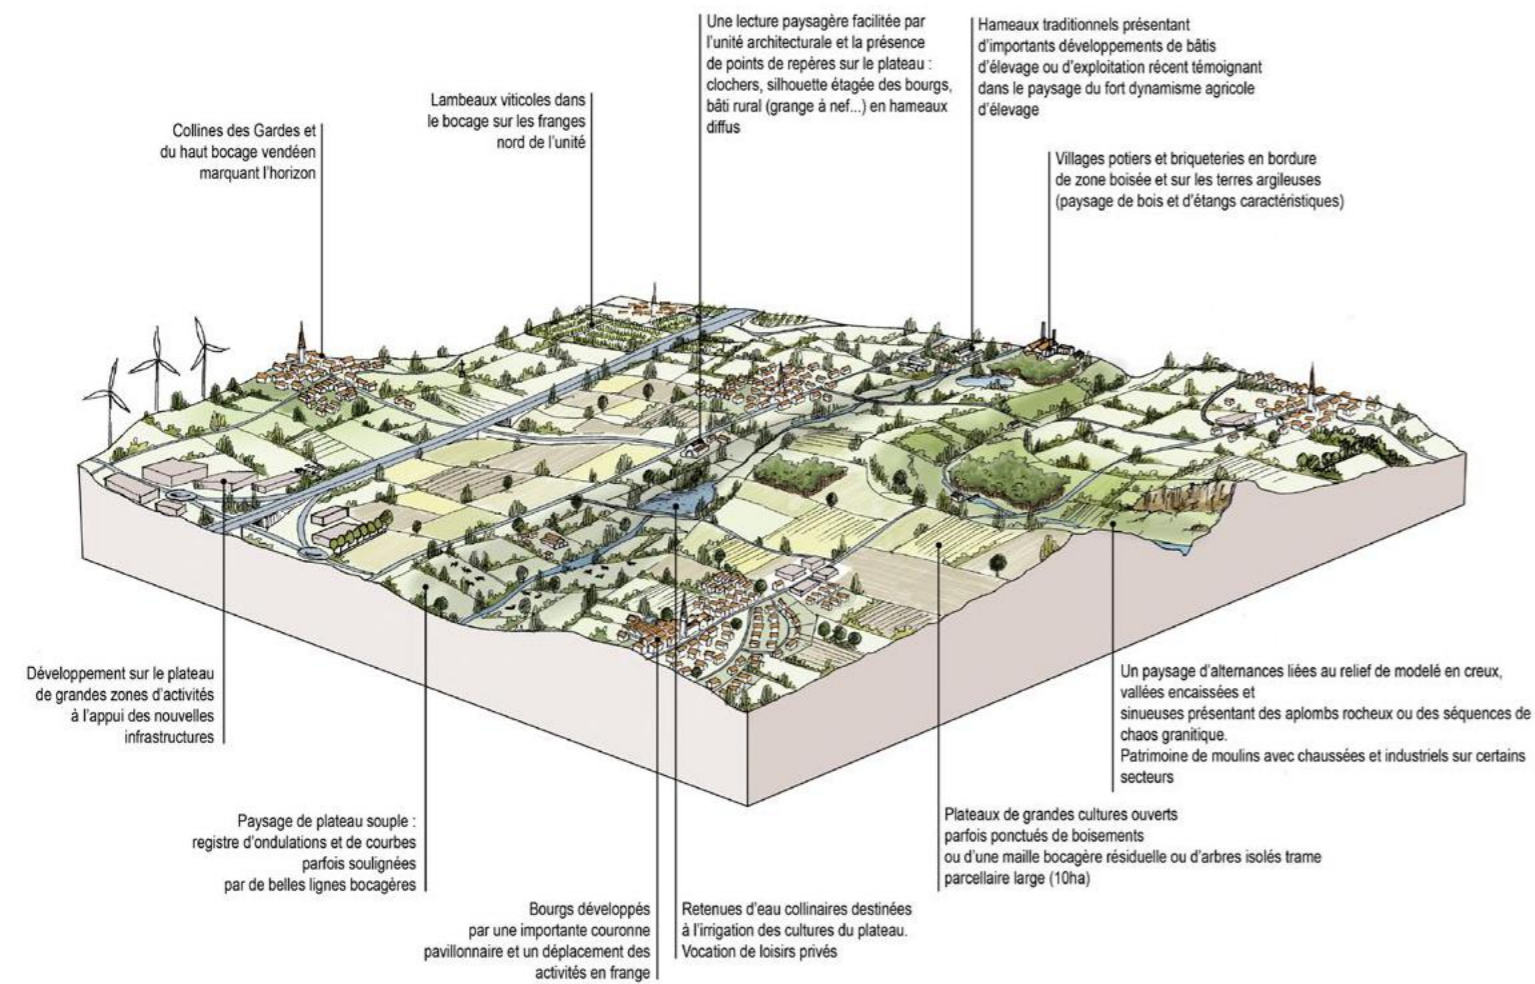 Une lecture paysagère facilitée par
l'unité architecturale et la présence
de points de repères sur le plateau :
clochers, silhouette étagée des bourgs,
bâti rural (grange à nef...) en hameaux
diffus
Hameaux traditionnels présentant
d'importants développements de bâtis
d'élevage ou d'exploitation récent témoignant
dans le paysage du fort dynamisme agricole
d'élevage
Lambeaux viticoles dans
le bocage sur les franges
nord de l'unité
Collines des Gardes et
du haut bocage vendéen
marquant l'horizon
Villages potiers et briqueteries en bordure
de zone boisée et sur les terres argileuses
(paysage de bois et d'étangs caractéristiques)
Développement sur le plateau
de grandes zones d'activités
à l'appui des nouvelles
infrastructures
Un paysage d'alternances liées au relief de modelé en creux,
vallées encaissées et
sinueuses présentant des aplombs rocheux ou des séquences de
chaos granitique.
Patrimoine de moulins avec chaussées et industriels sur certains
secteurs
Paysage de plateau souple :
registre d'ondulations et de courbes
parfois soulignées
par de belles lignes bocagères
Plateaux de grandes cultures ouverts
parfois ponctués de boisements
ou d'une maille bocagère résiduelle ou d'arbres isolés trame
parcellaire large (10ha)
Bourgs développés
par une importante couronne
pavillonnaire et un déplacement des
activités en frange
Retenues d'eau collinaires destinées
à l'irrigation des cultures du plateau.
Vocation de loisirs privés